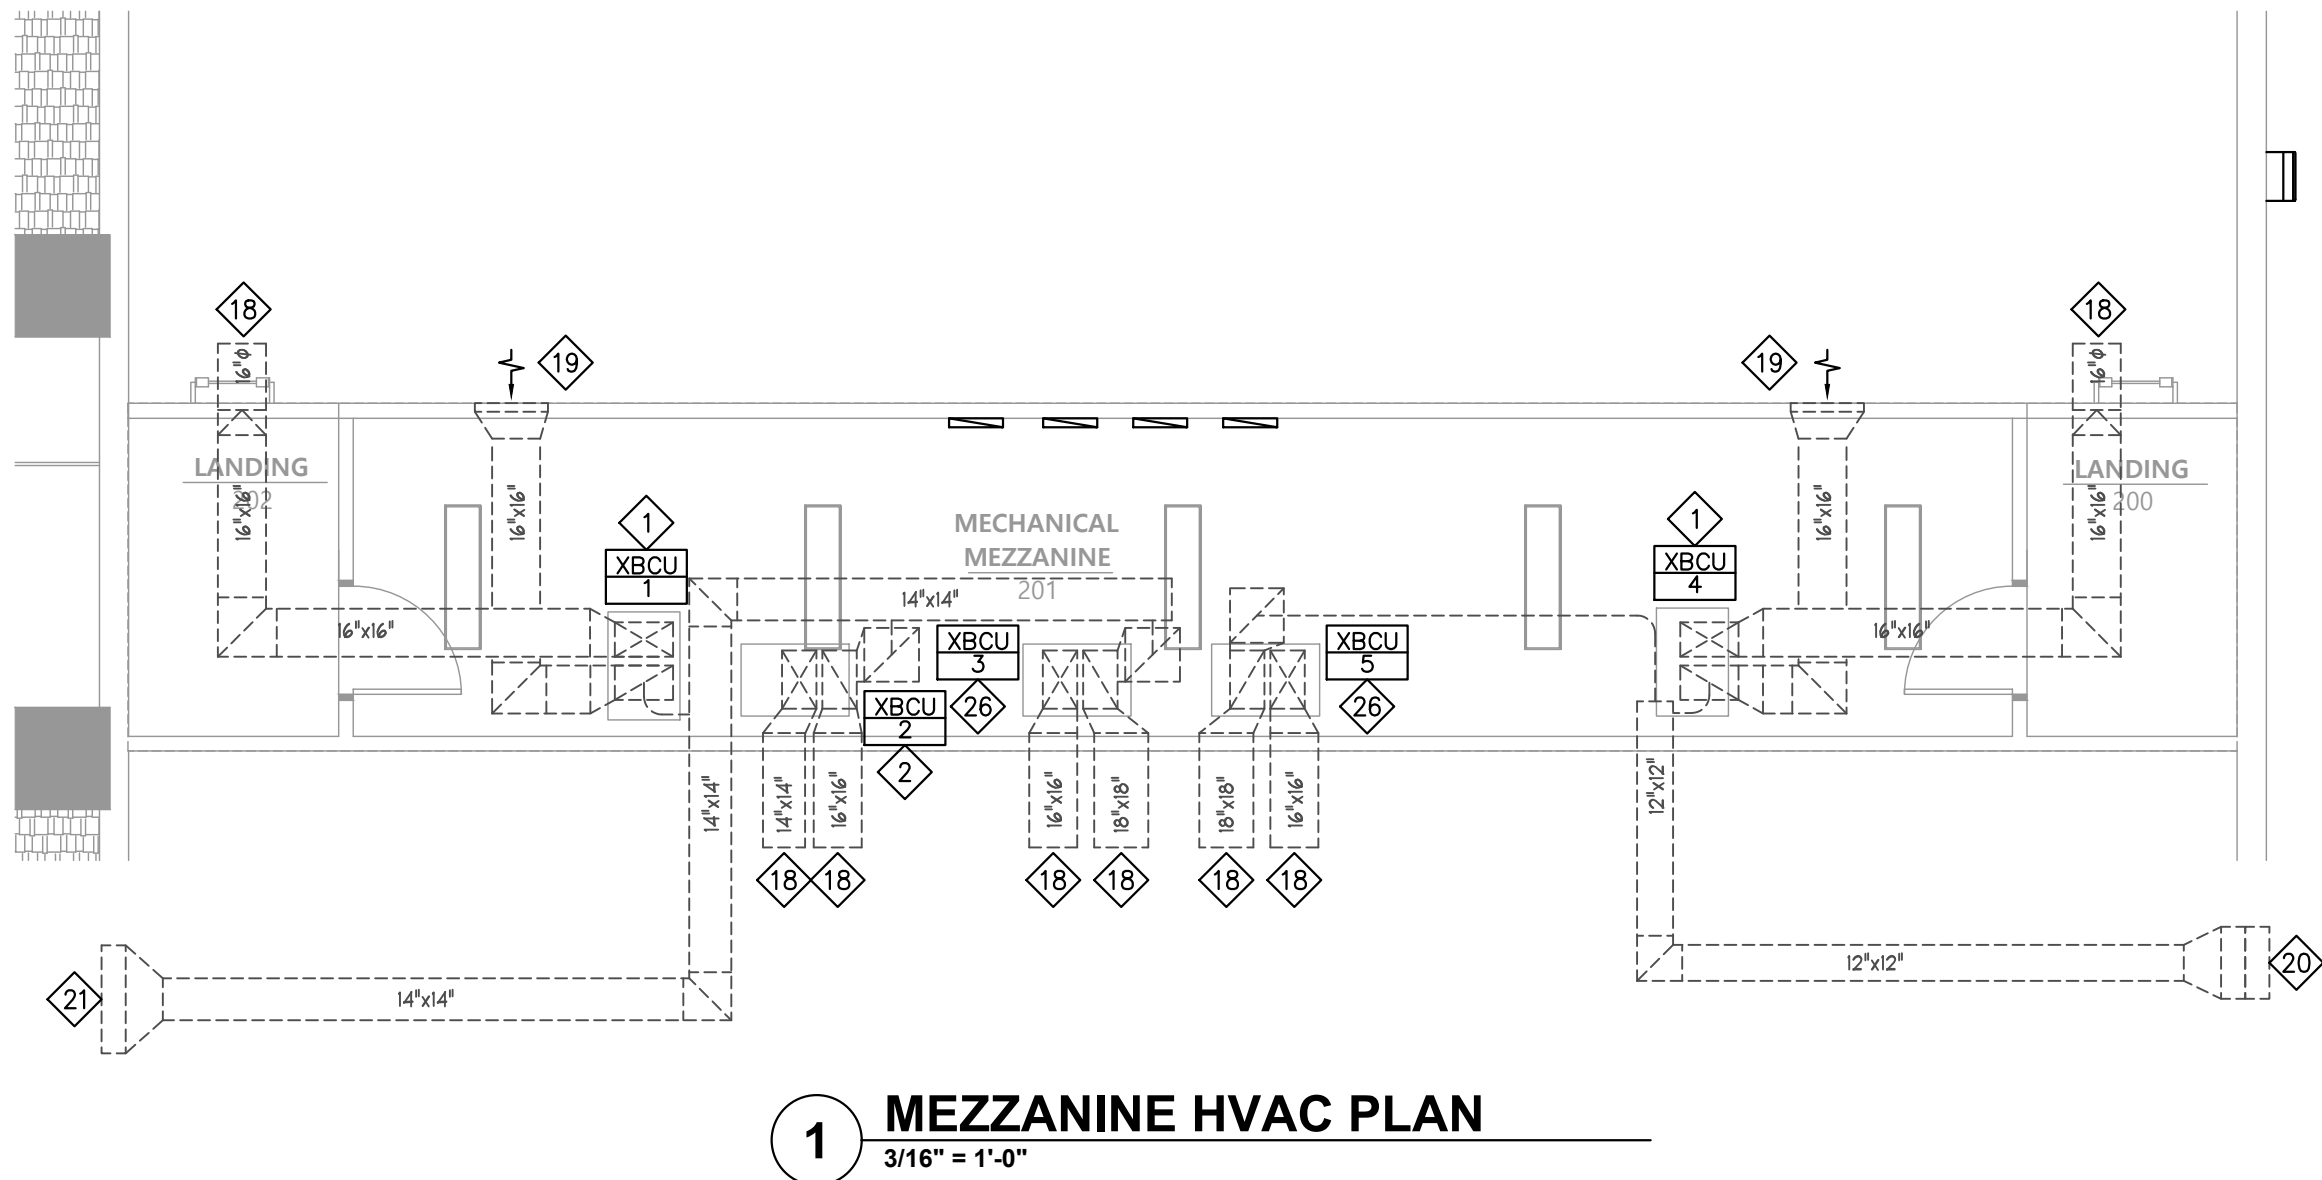 18
18
19
19
16"ϕ
16"ϕ
LANDING
202
16"x16"
16"x16"
1
XBCU
1
MECHANICAL
MEZZANINE
201
1
XBCU
4
16"x16"
LANDING
200
16"x16"
16"x16"
14"x14"
XBCU
3
26
XBCU
5
26
16"x16"
XBCU
2
2
14"x14"
14"x14"
16"x16"
16"x16"
18"x18"
18"x18"
16"x16"
12"x12"
18
18
18
18
18
18
21
14"x14"
12"x12"
20
1
MEZZANINE HVAC PLAN
3/16" = 1'-0"